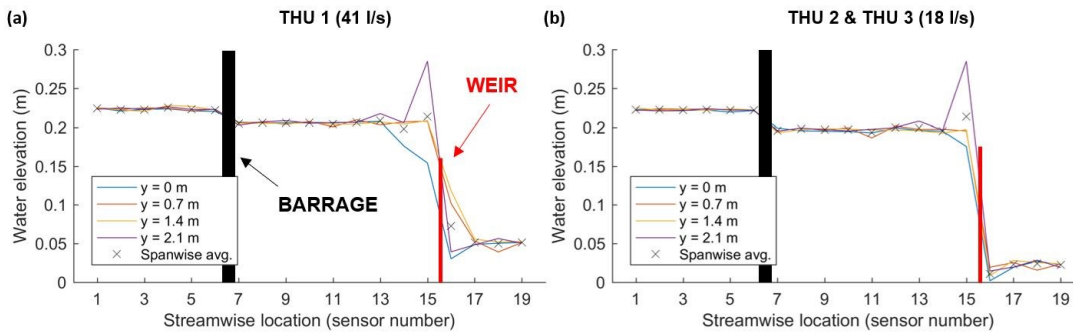 (a) THU 1 (41 l/s)
0.3
0.25
0.2
0.15
0.1
0.05
0
Water elevation (m)
WEIR
BARRAGE
y = 0 m
y = 0.7 m
y = 1.4 m
y = 2.1 m
Spanwise avg.
1 3 5 7 9 11 13 15 17 19
Streamwise location (sensor number)
(b) THU 2 & THU 3 (18 l/s)
0.3
0.25
0.2
0.15
0.1
0.05
0
Water elevation (m)
y = 0 m
y = 0.7 m
y = 1.4 m
y = 2.1 m
Spanwise avg.
1 3 5 7 9 11 13 15 17 19
Streamwise location (sensor number)